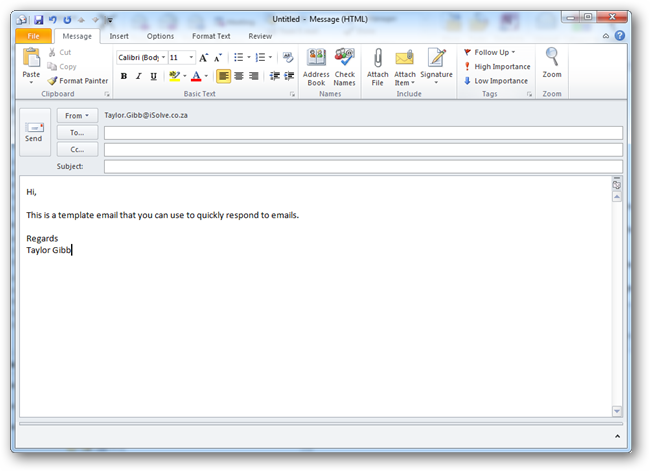 Untitled - Message (HTML)
File Message Insert Options Format Text Review
Cut
Copy
Format Painter
Paste
Clipboard
Calibri (Body 11
B I U
Basic Text
Address Book
Check Names
Names
Attach File
Attach Item
Signature
Include
Follow Up
High Importance
Low Importance
Tags
Zoom
Zoom
Send
From Taylor.Gibb@iSolve.co.za
To...
Cc...
Subject:
Hi,
This is a template email that you can use to quickly respond to emails.
Regards
Taylor Gibb